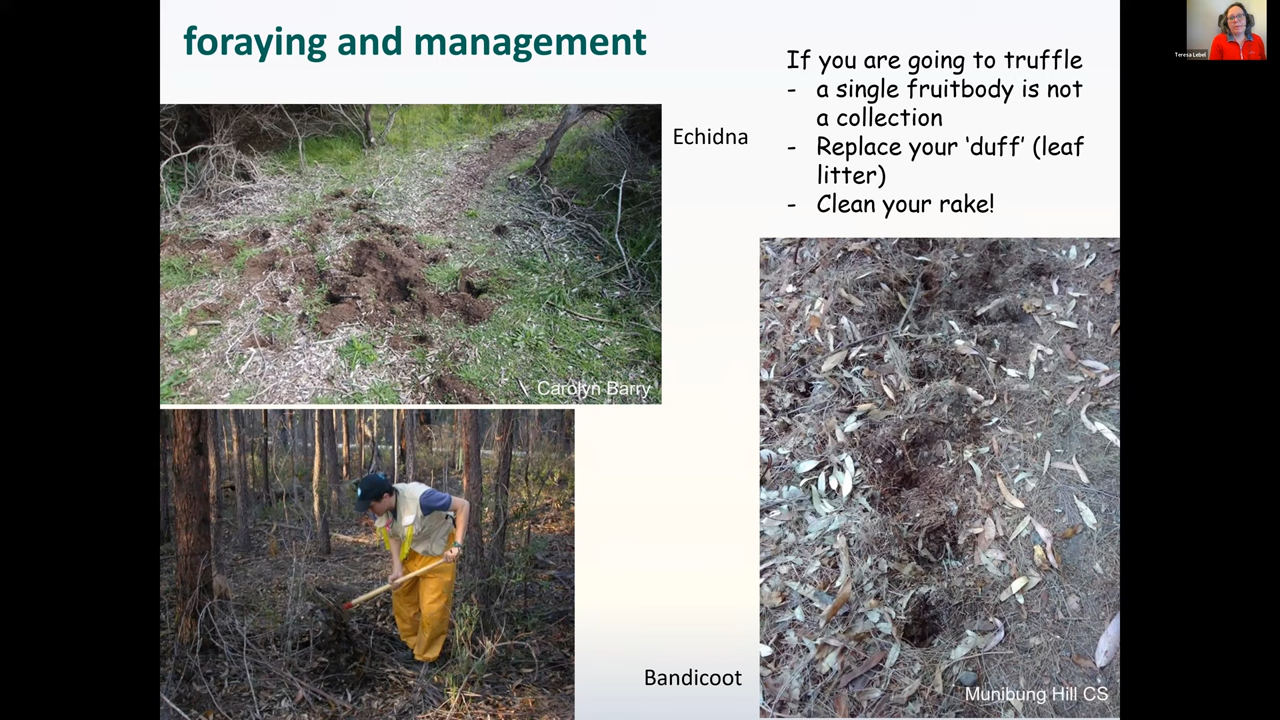 foraying and management
If you are going to truffle
- a single fruitbody is not
a collection
- Replace your ‘duff’ (leaf
litter)
- Clean your rake!
Echidna
Carolyn Barry
Bandicoot
Munibung Hill CS
Teresa Lebel